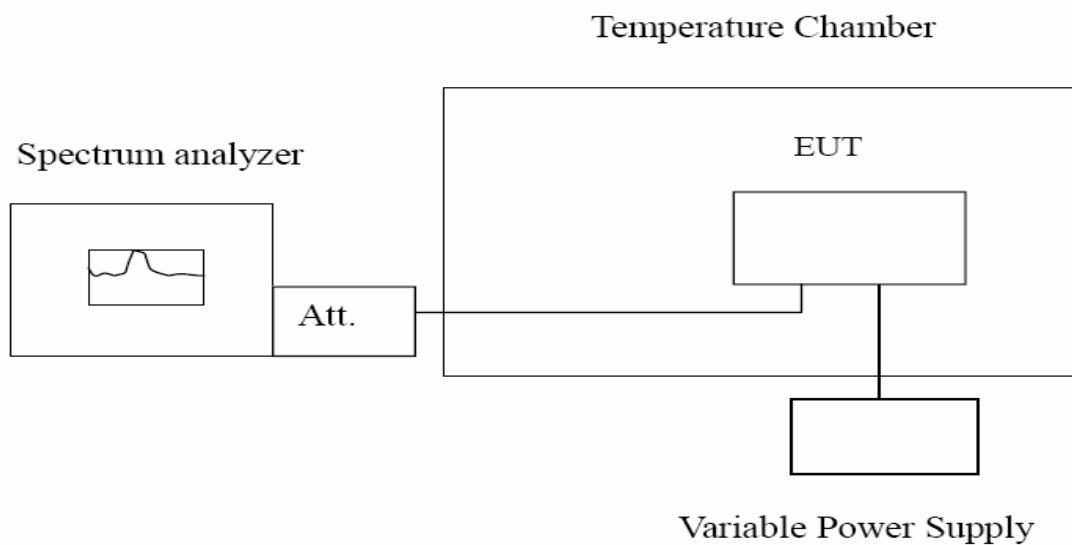 Temperature Chamber
Spectrum analyzer
EUT
Att.
Variable Power Supply